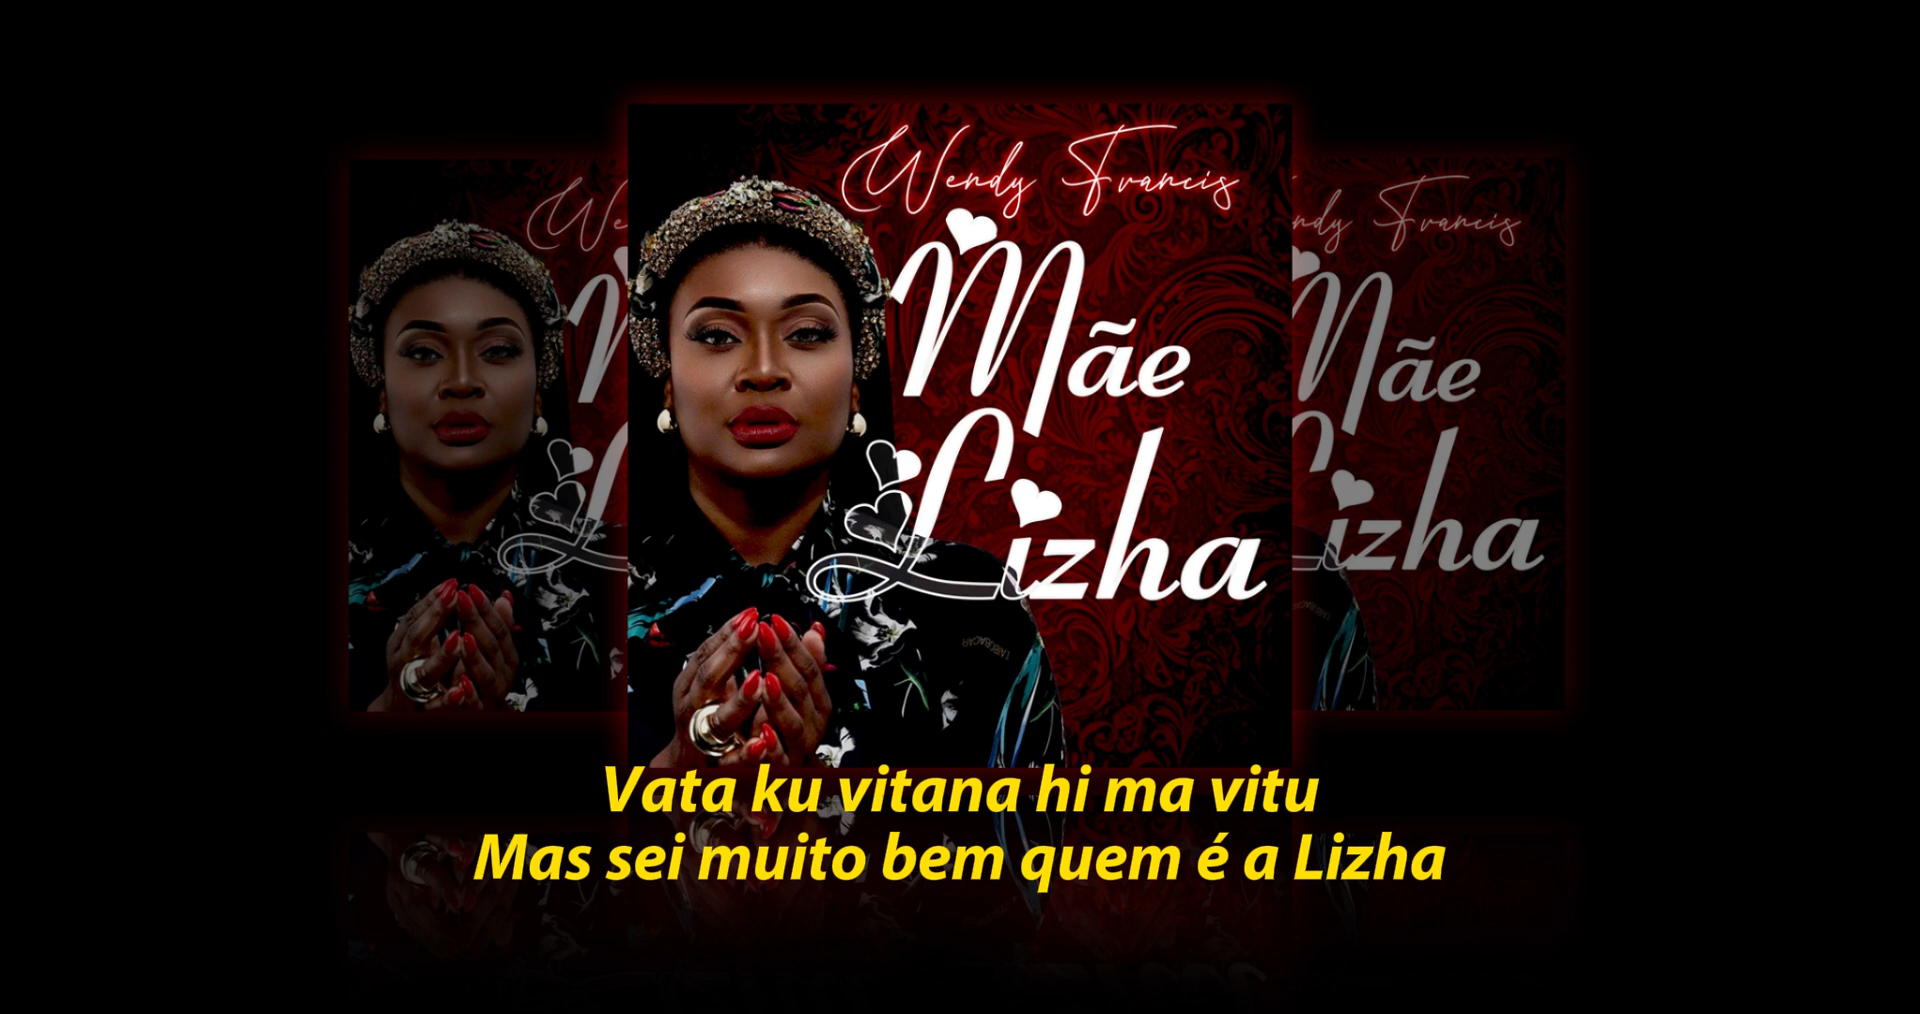 Wendy Francis
Mãe
Lizha
Vata ku vitana hi ma vitu
Mas sei muito bem quem é a Lizha